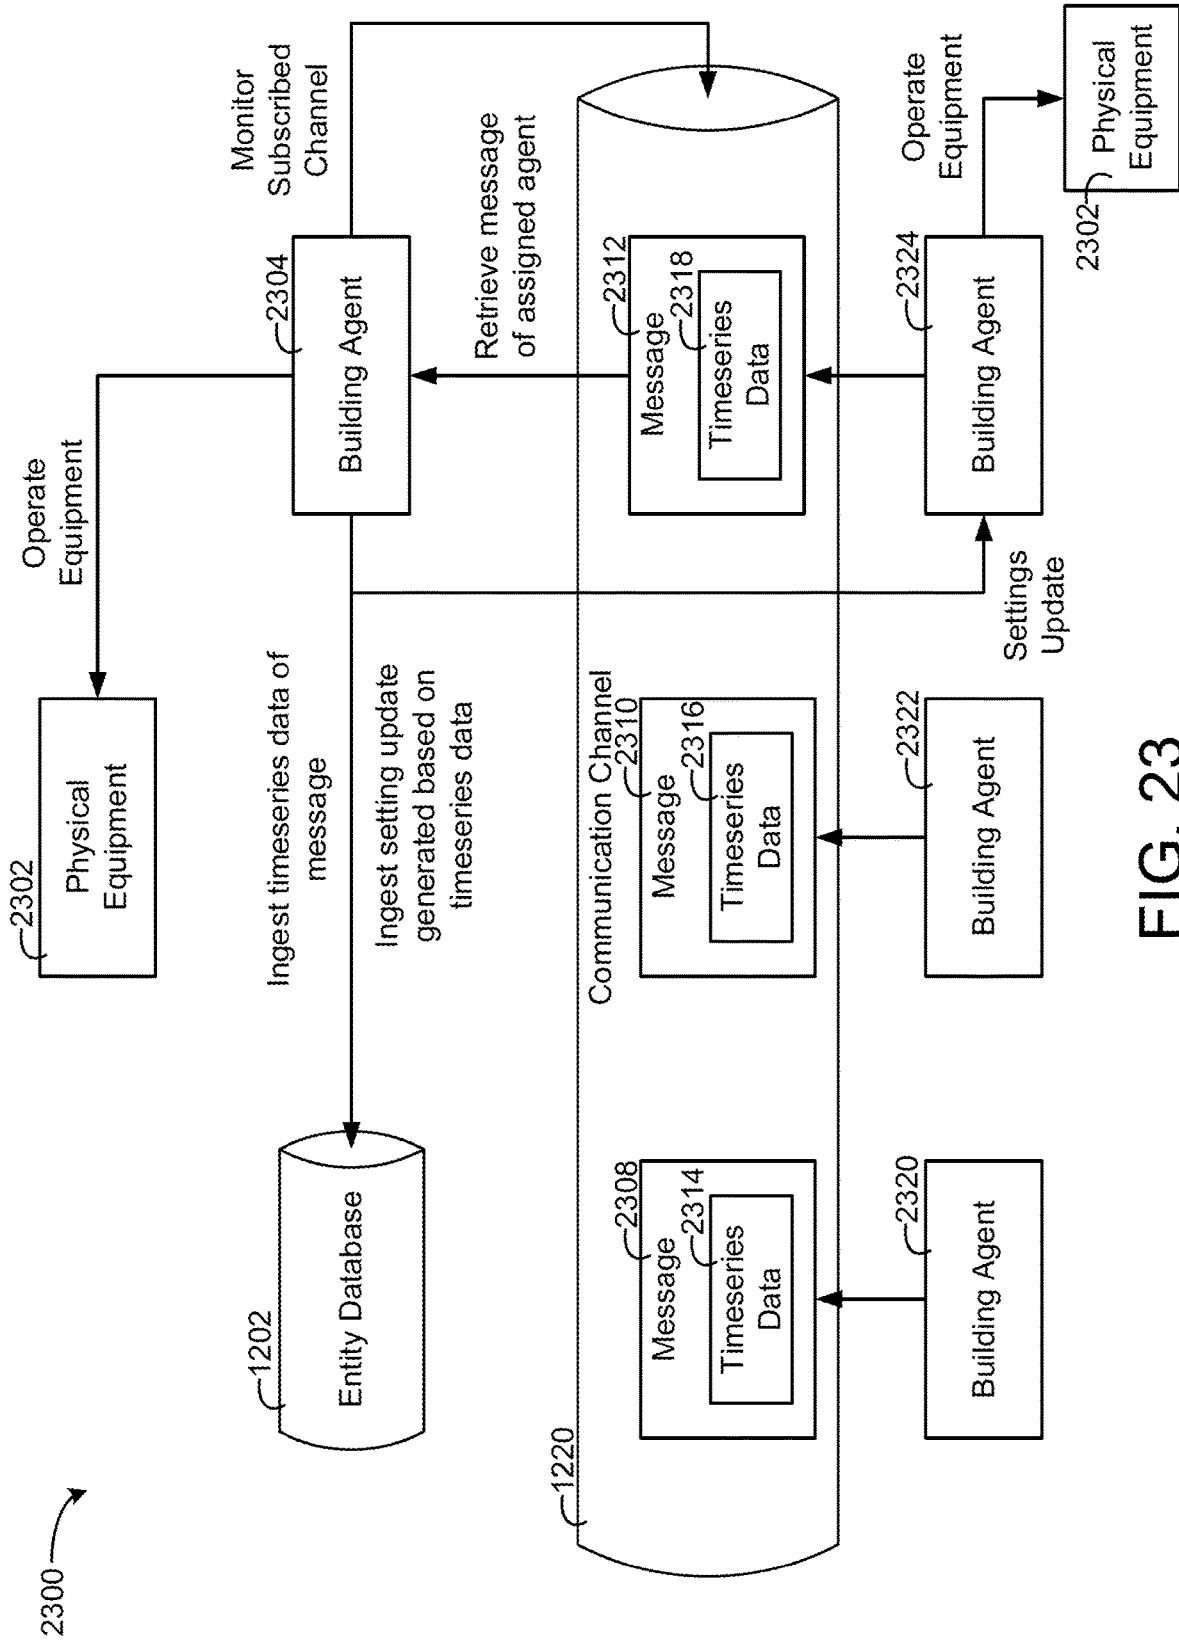 2300
2302
Physical
Equipment
Operate
Equipment
1202
Entity Database
Ingest timeseries data of
message
Ingest setting update
generated based on
timeseries data
2304
Building Agent
Monitor
Subscribed
Channel
Retrieve message
of assigned agent
1220
Communication Channel
Message
2308
2314
Timeseries
Data
Message
2310
2316
Timeseries
Data
Message
2312
2318
Timeseries
Data
2320
Building Agent
2322
Building Agent
Settings
Update
2324
Building Agent
Operate
Equipment
2302
Physical
Equipment
FIG. 23